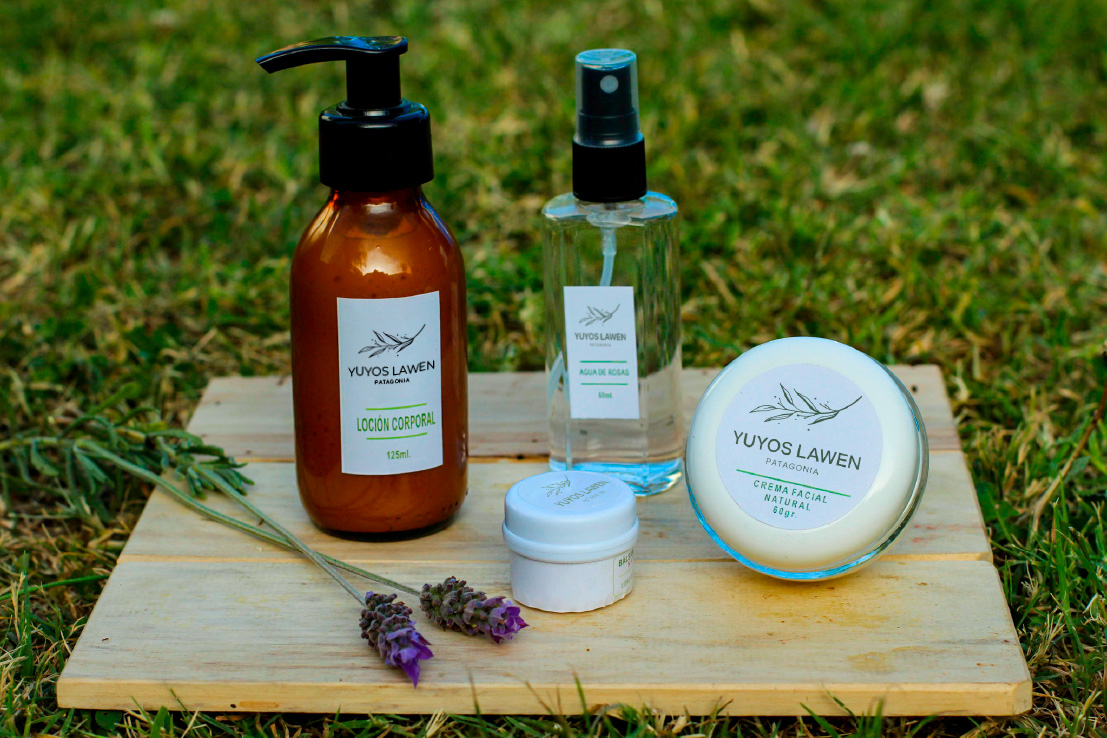 YUYOS LAWEN
PATAGONIA
LOCIÓN CORPORAL
125ml.
YUYOS LAWEN
PATAGONIA
AGUA DE ROSAS
60ml.
YUYOS LAWEN
YUYOS LAWEN
PATAGONIA
CREMA FACIAL
NATURAL
60gr.